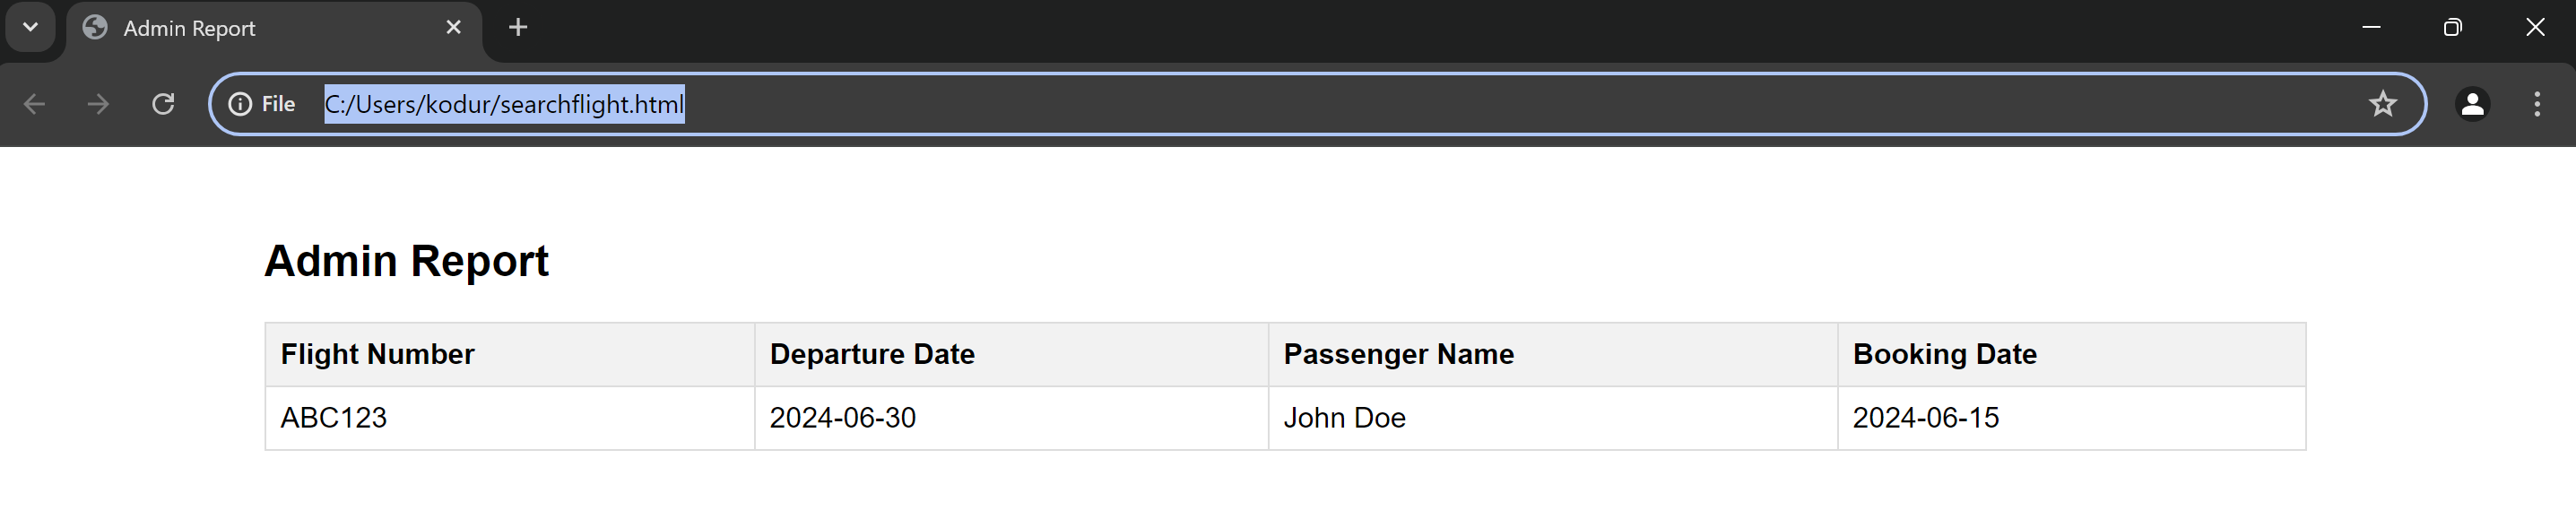 Admin Report
File C:/Users/kodur/searchflight.html
Admin Report
Flight Number Departure Date Passenger Name Booking Date
ABC123 2024-06-30 John Doe 2024-06-15